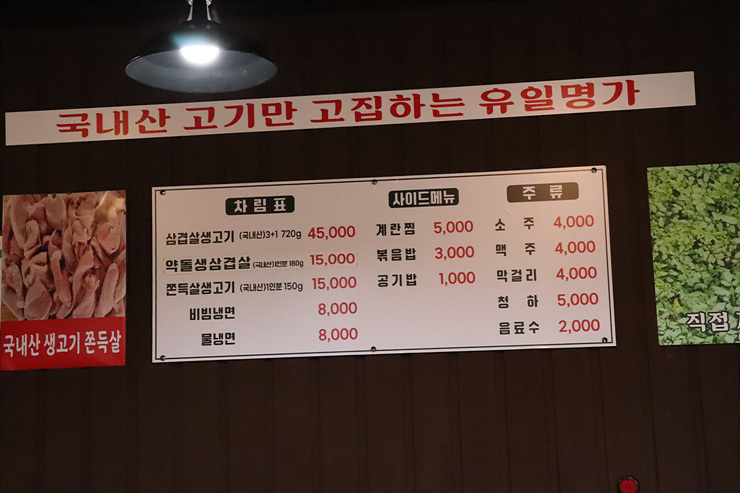 국내산 고기만 고집하는 유일명가
차림표
삼겹살생고기 (국내산)3+1 720g 45,000
약돌생삼겹살 (국내산)1인분 180g 15,000
쫀득살생고기 (국내산)1인분 150g 15,000
비빔냉면 8,000
물냉면 8,000
사이드메뉴
계란찜 5,000
볶음밥 3,000
공기밥 1,000
주 류
소 주 4,000
맥 주 4,000
막걸리 4,000
청 하 5,000
음료수 2,000
국내산 생고기 쫀득살
직접